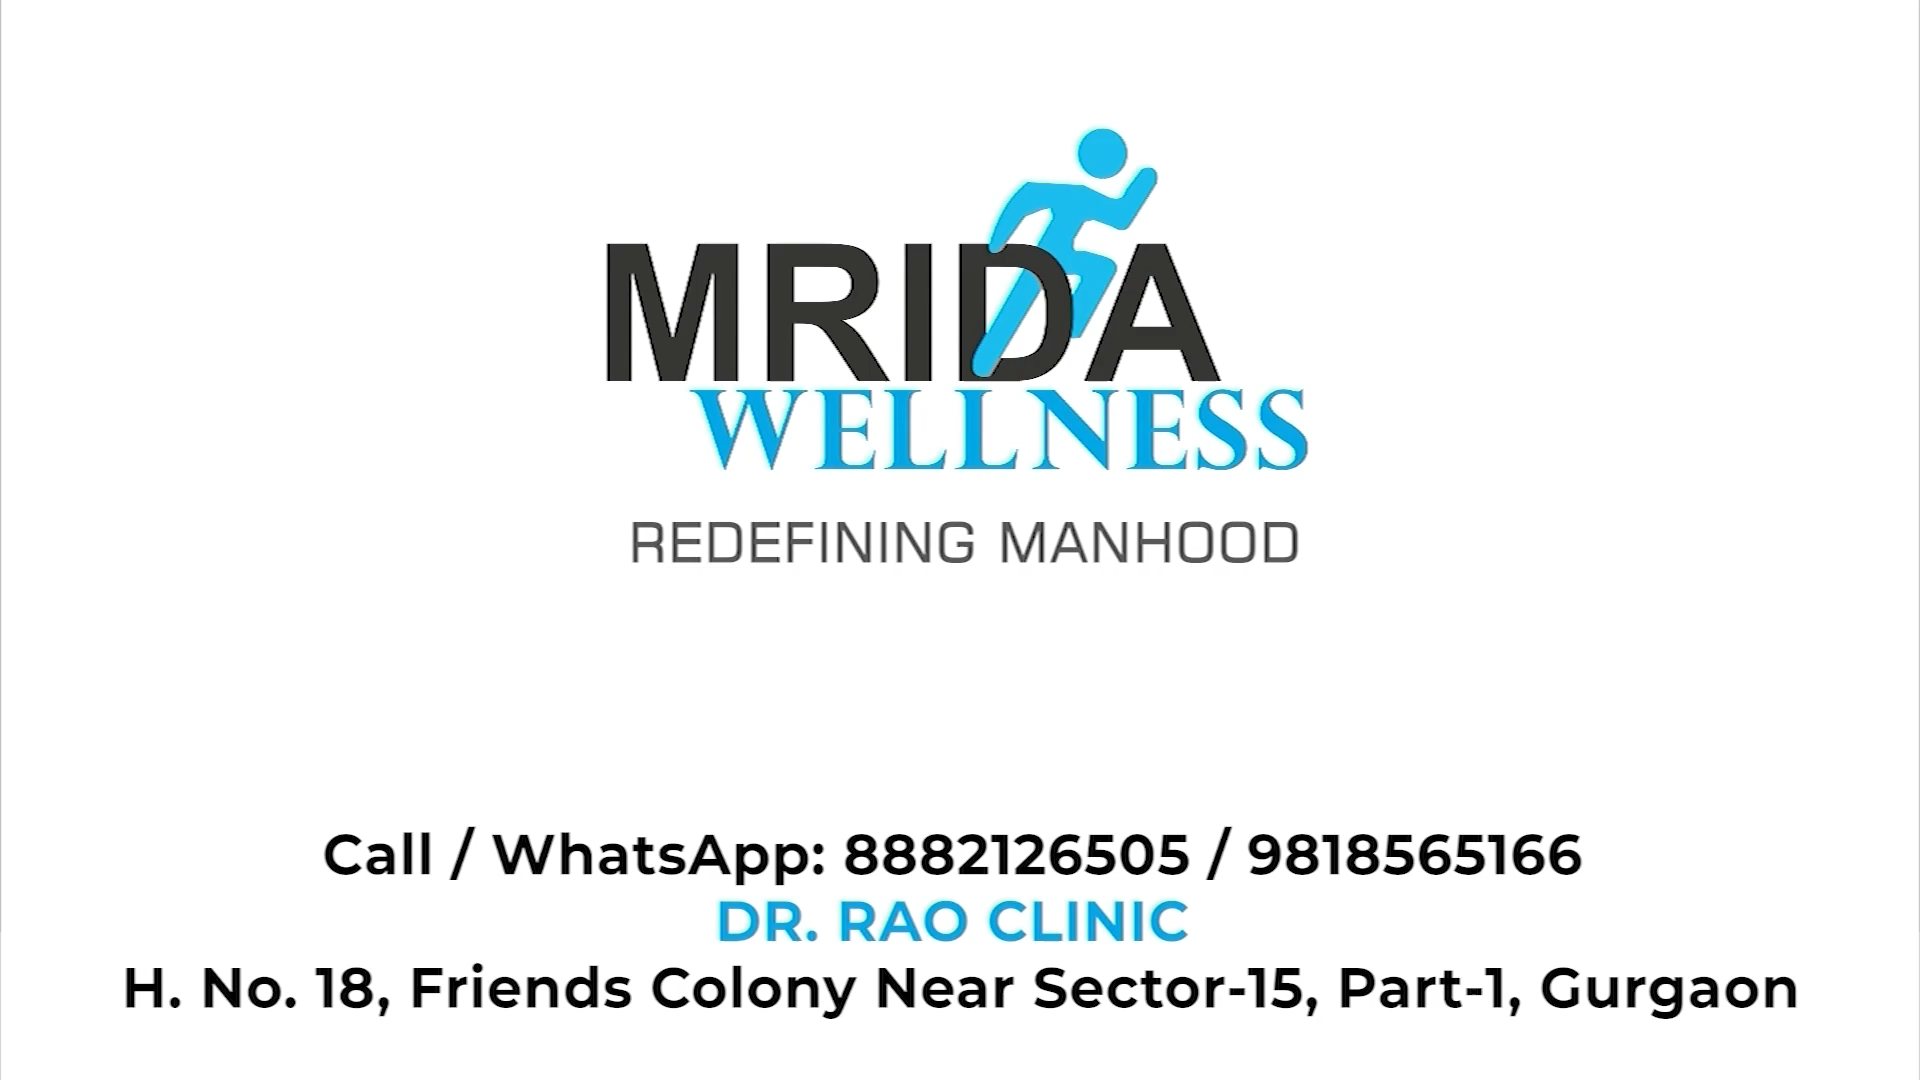 MRIDA
WELLNESS
REDEFINING MANHOOD
Call / WhatsApp: 8882126505 / 9818565166
DR. RAO CLINIC
H. No. 18, Friends Colony Near Sector-15, Part-1, Gurgaon